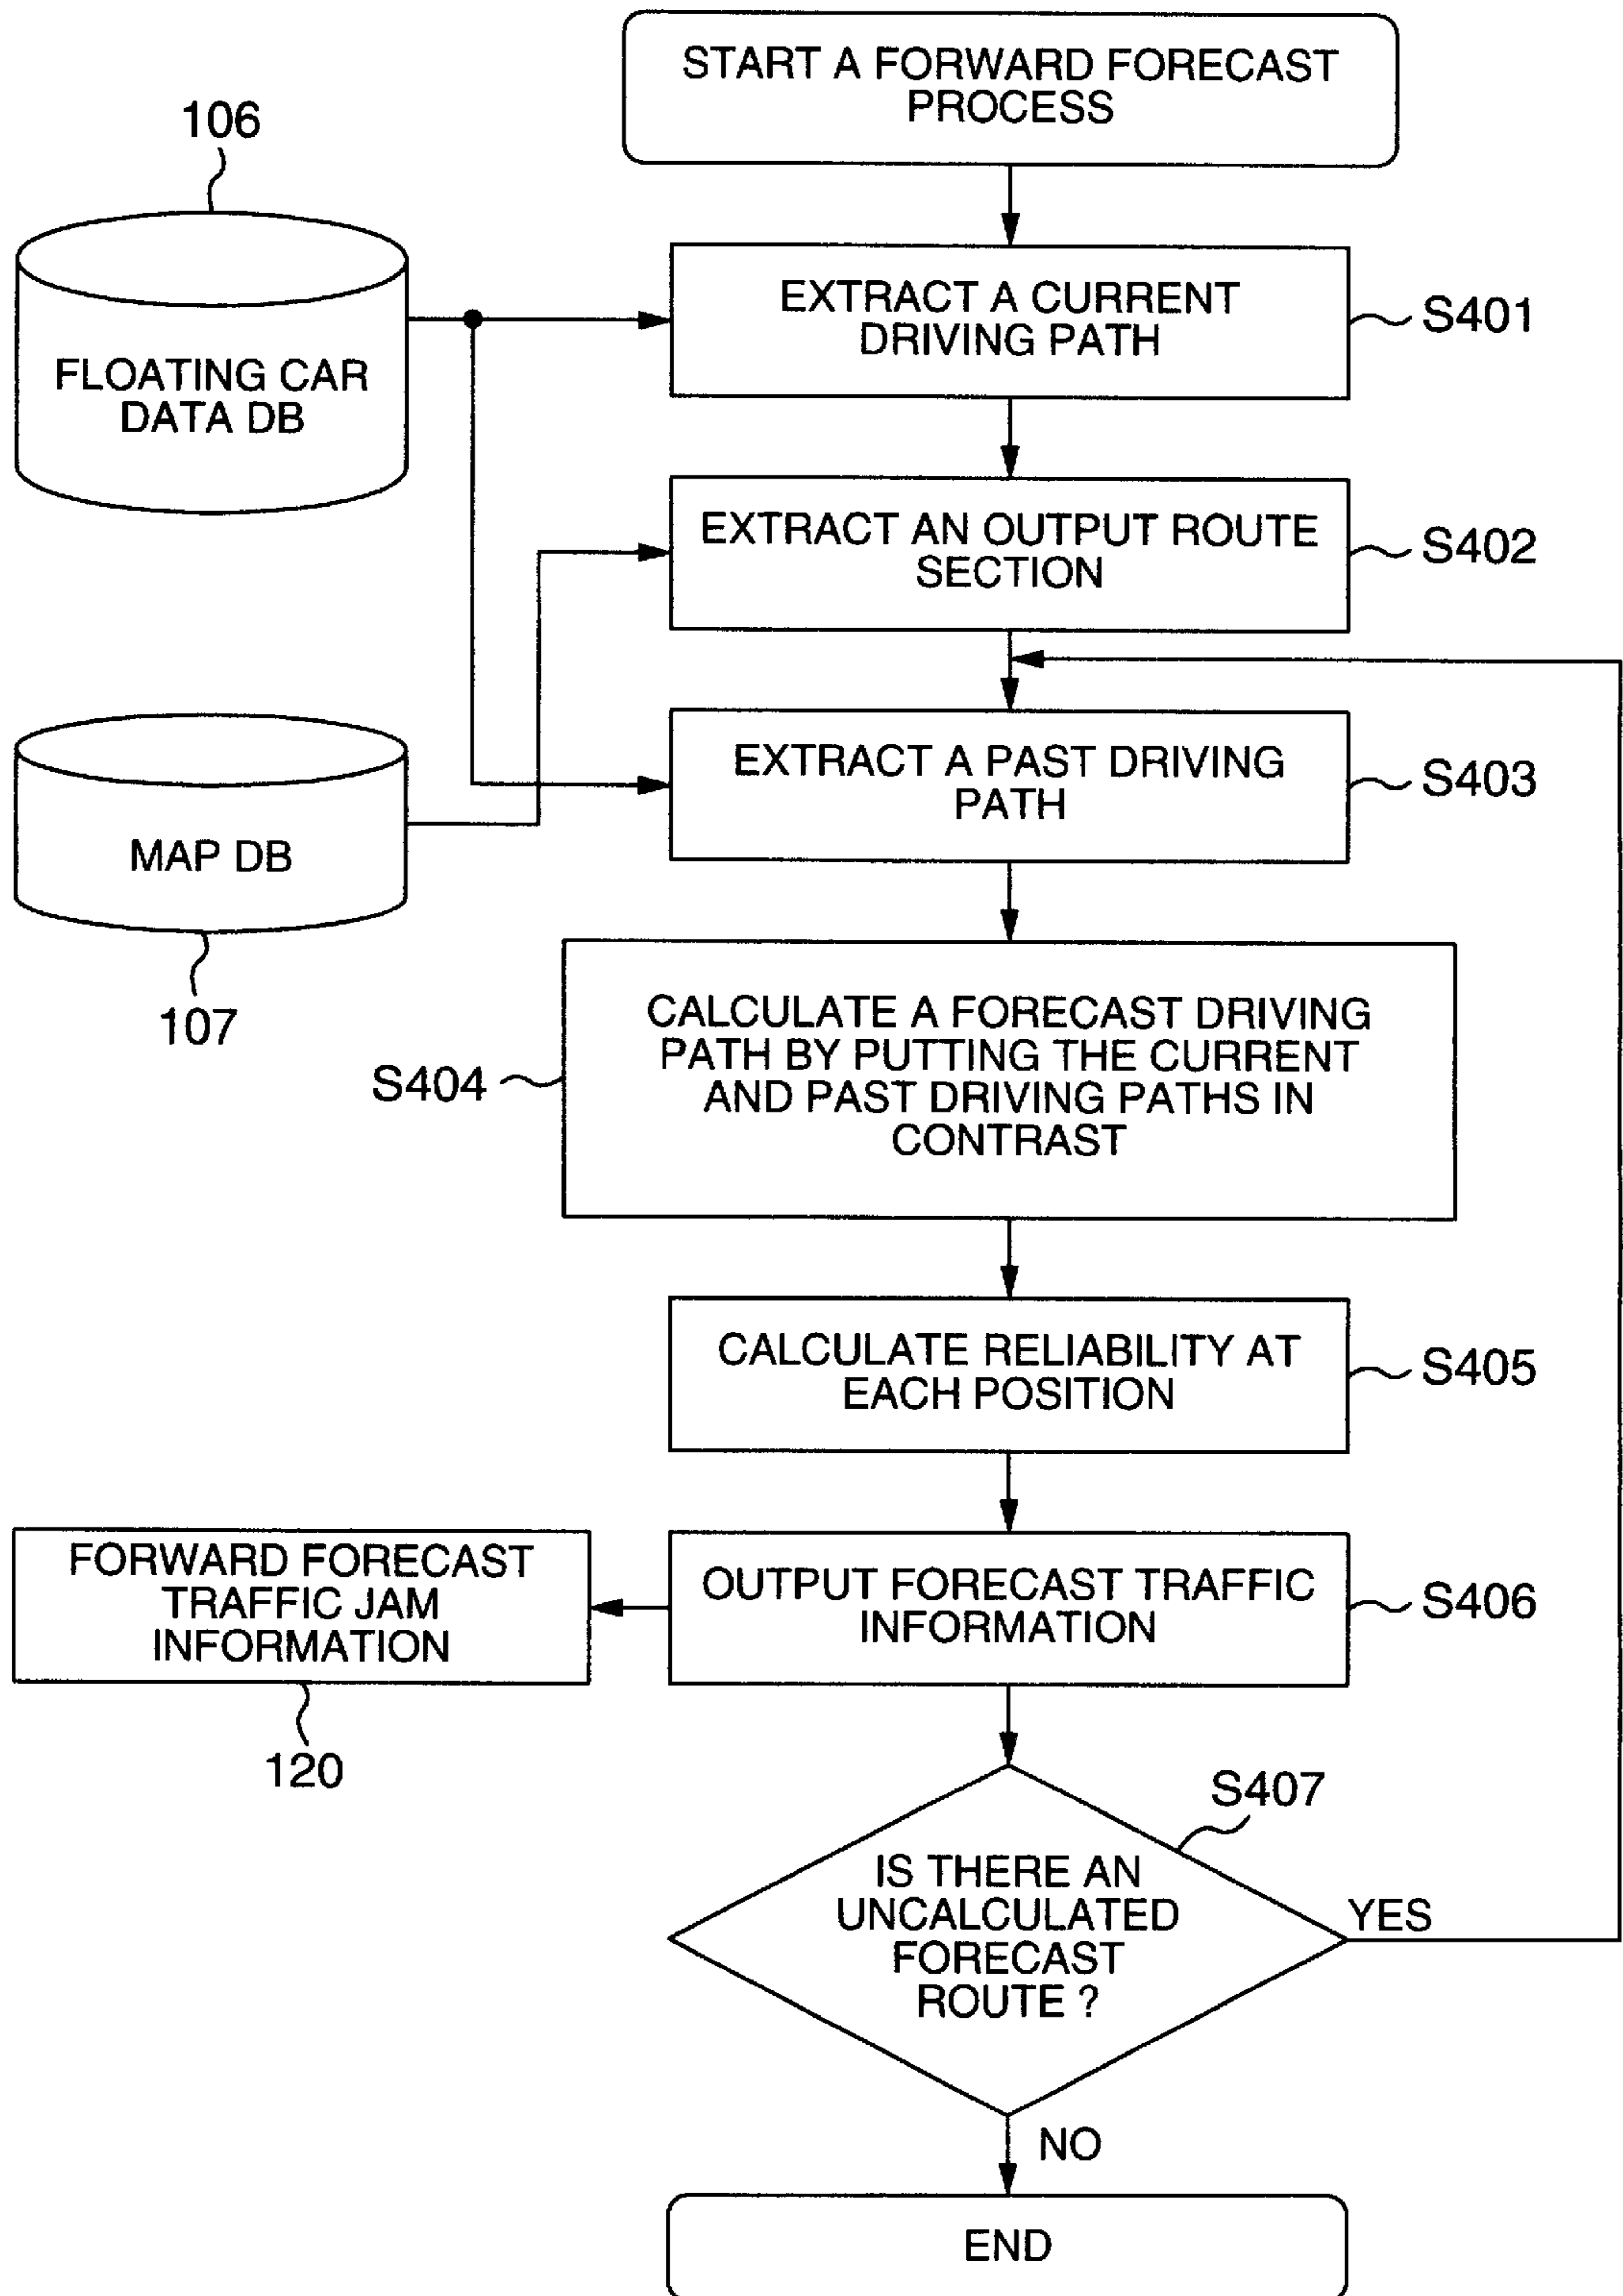 START A FORWARD FORECAST
PROCESS
106
FLOATING CAR
DATA DB
EXTRACT A CURRENT
DRIVING PATH
S401
EXTRACT AN OUTPUT ROUTE
SECTION
S402
EXTRACT A PAST DRIVING
PATH
S403
MAP DB
107
CALCULATE A FORECAST DRIVING
PATH BY PUTTING THE CURRENT
AND PAST DRIVING PATHS IN
CONTRAST
S404
CALCULATE RELIABILITY AT
EACH POSITION
S405
OUTPUT FORECAST TRAFFIC
INFORMATION
S406
FORWARD FORECAST
TRAFFIC JAM
INFORMATION
120
S407
IS THERE AN
UNCALCULATED
FORECAST
ROUTE ?
YES
NO
END